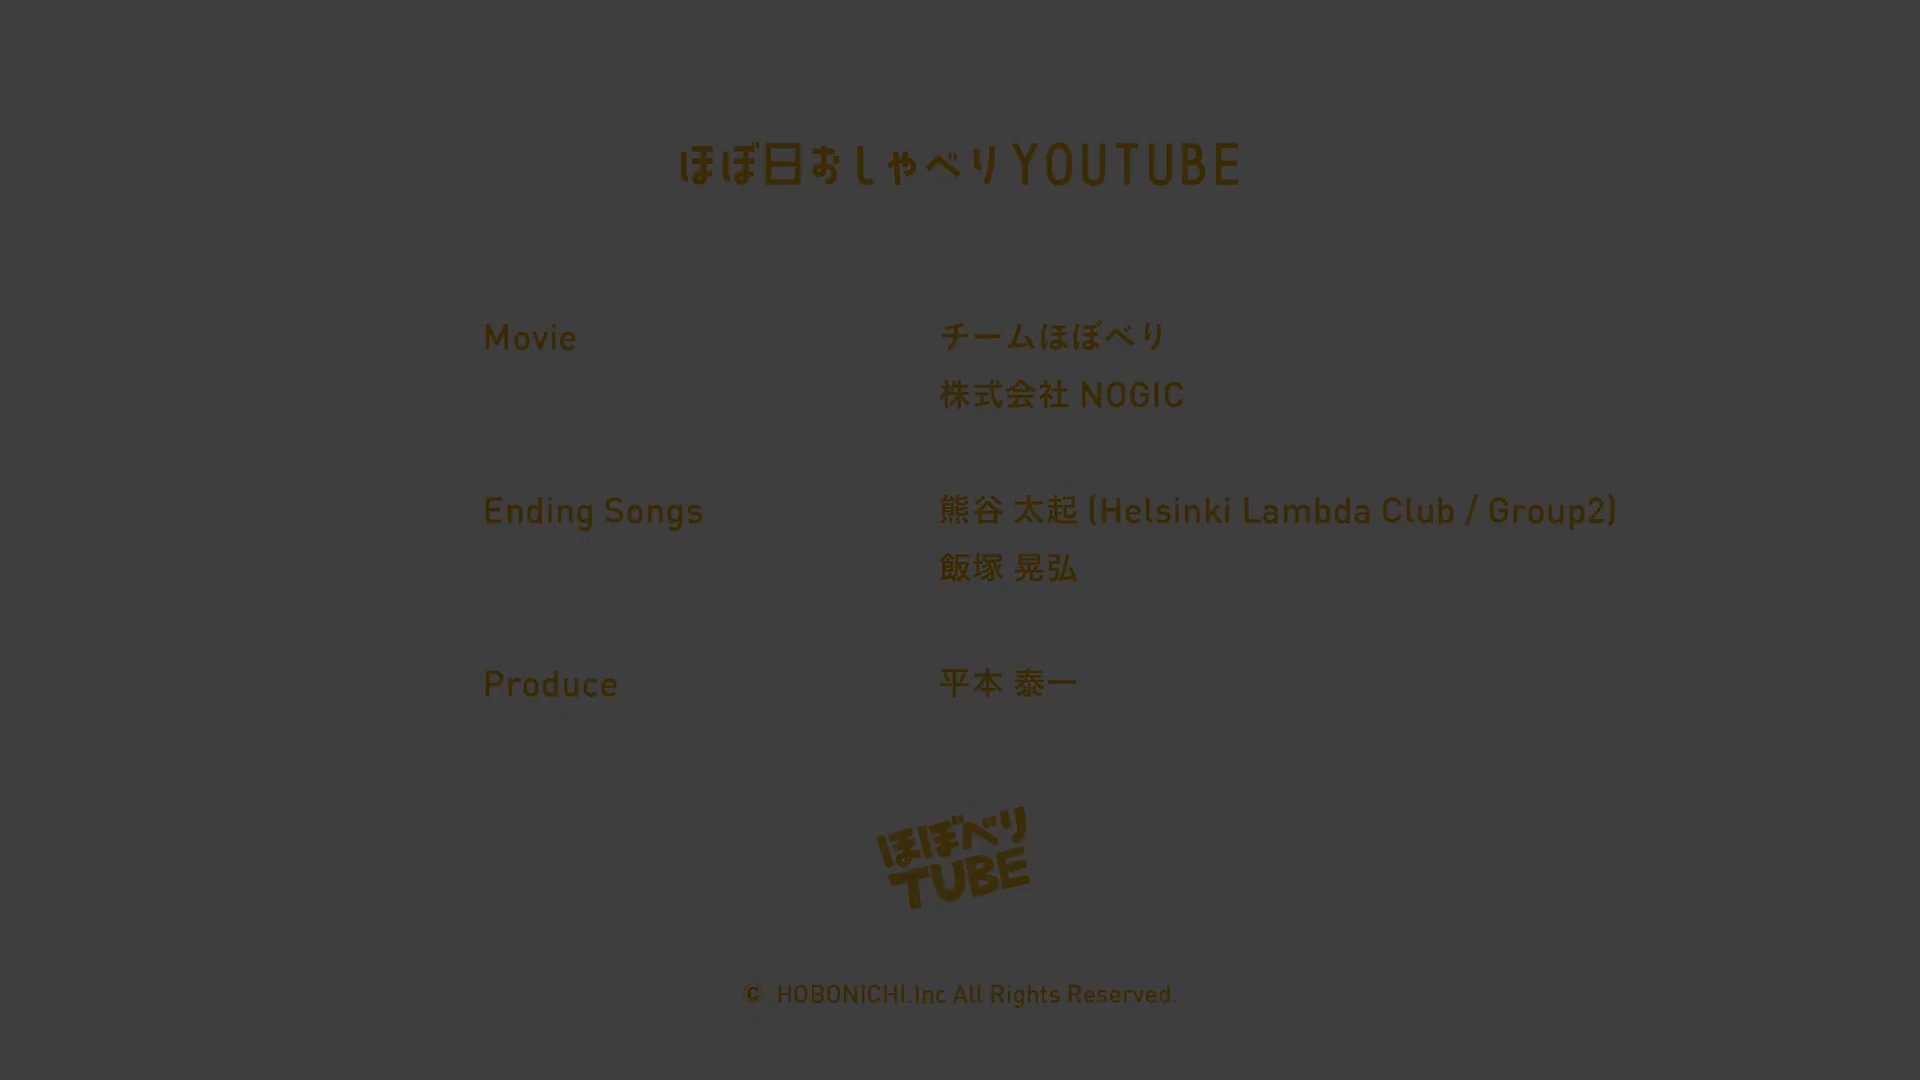 ほぼ日おしゃべりYOUTUBE
Movie チームほぼべり
株式会社 NOGIC
Ending Songs 熊谷 太起 (Helsinki Lambda Club / Group2)
飯塚 晃弘
Produce 平本 泰一
ほぼべり
TUBE
© HOBONICHI.Inc All Rights Reserved.